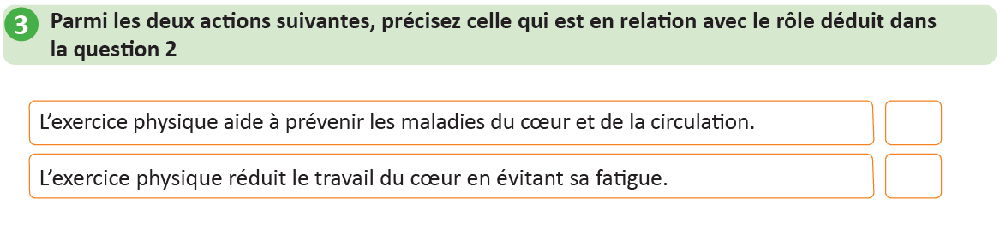 3 Parmi les deux actions suivantes, précisez celle qui est en relation avec le rôle déduit dans
la question 2
L’exercice physique aide à prévenir les maladies du cœur et de la circulation.
L’exercice physique réduit le travail du cœur en évitant sa fatigue.